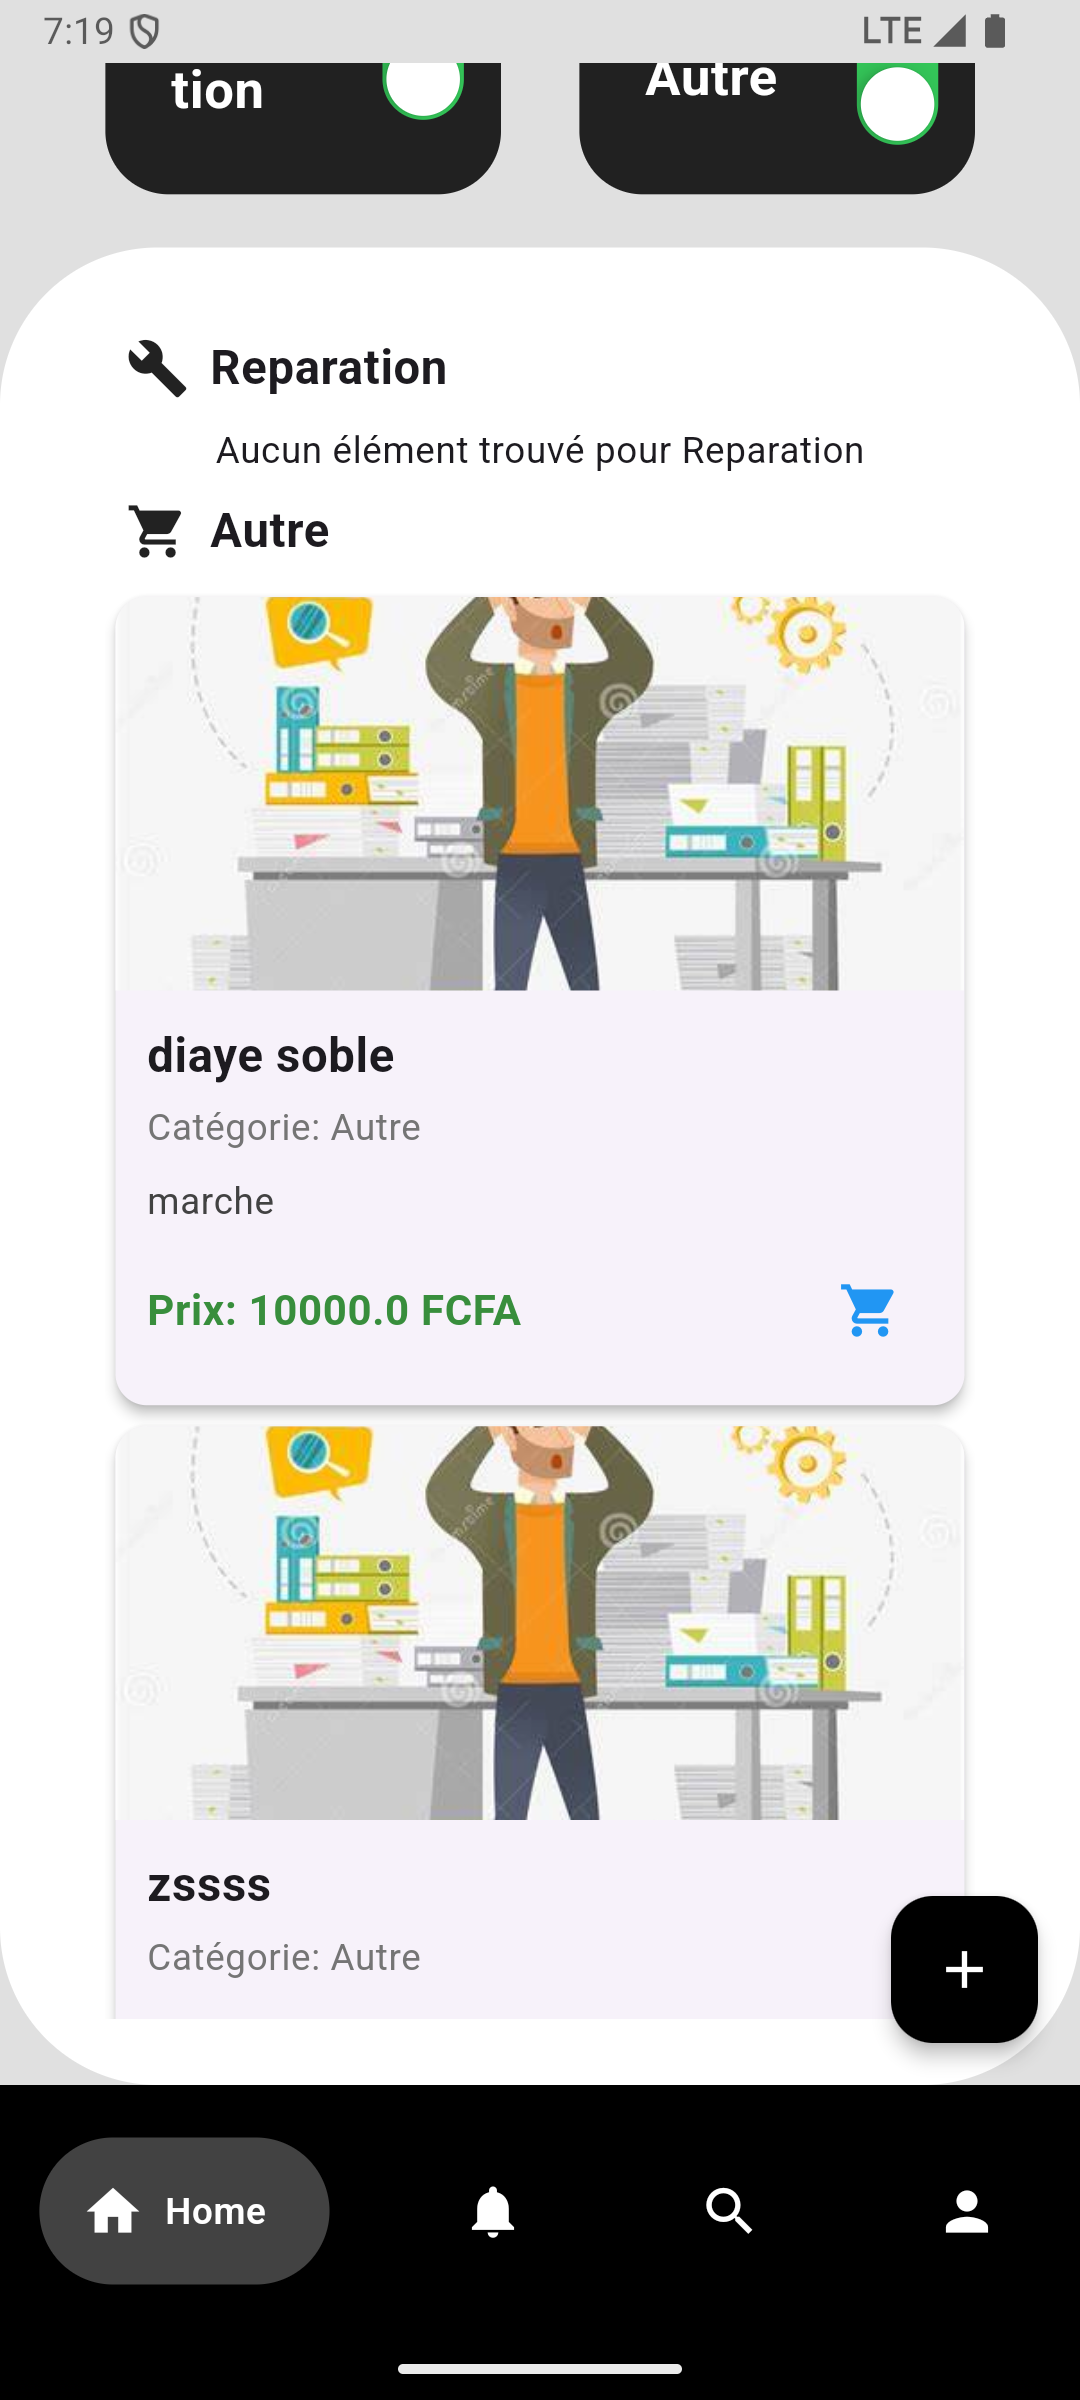 7:19
LTE
tion
Autre
Reparation
Aucun élément trouvé pour Reparation
Autre
diaye soble
Catégorie: Autre
marche
Prix: 10000.0 FCFA
zssss
Catégorie: Autre
Home